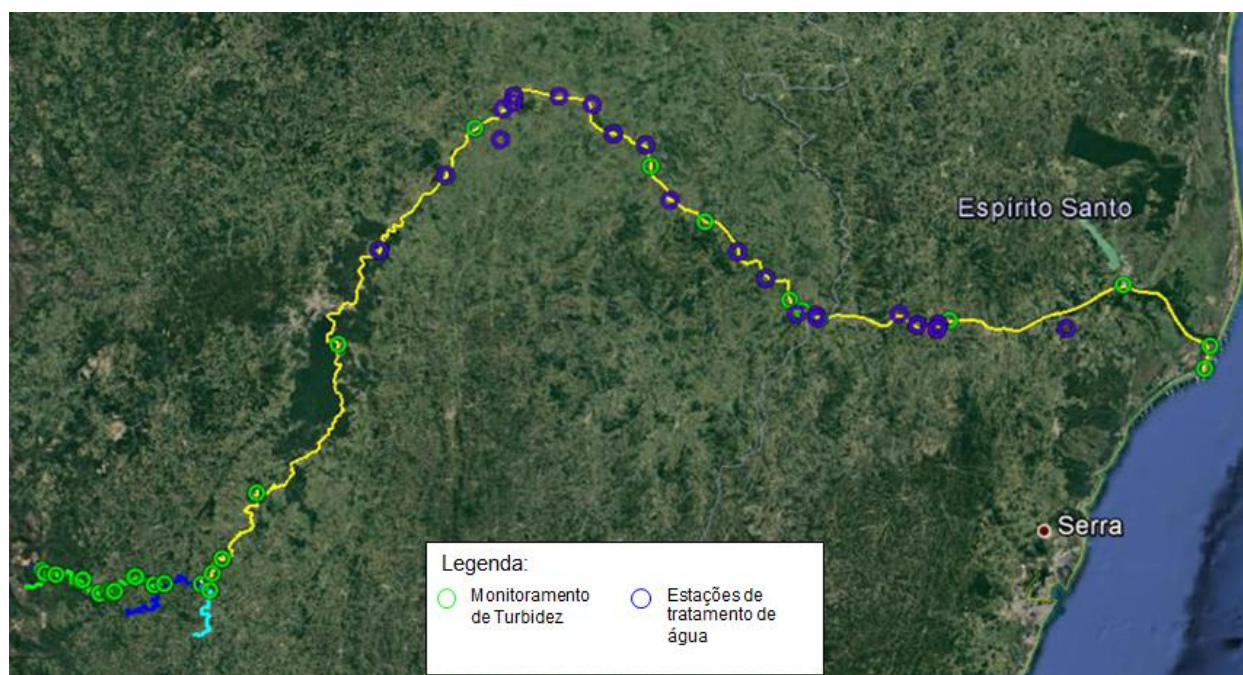 Espírito Santo
Serra
Legenda:
Monitoramento
de Turbidez
Estações de
tratamento de
água